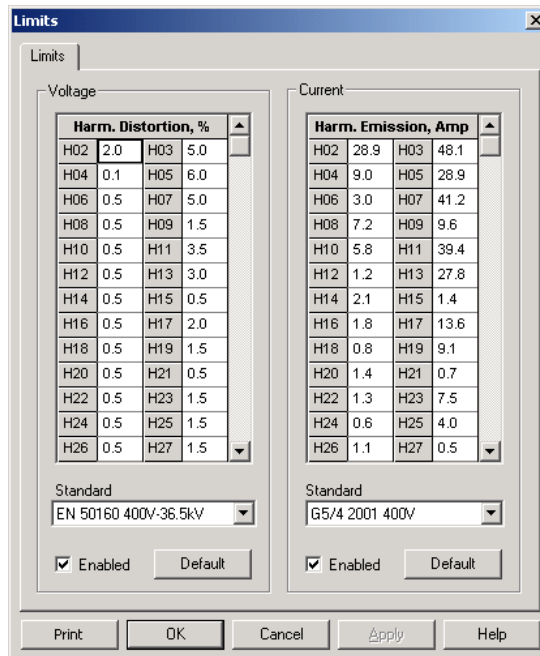 Limits
Limits
Voltage
Harm. Distortion, %
H02 2.0 H03 5.0
H04 0.1 H05 6.0
H06 0.5 H07 5.0
H08 0.5 H09 1.5
H10 0.5 H11 3.5
H12 0.5 H13 3.0
H14 0.5 H15 0.5
H16 0.5 H17 2.0
H18 0.5 H19 1.5
H20 0.5 H21 0.5
H22 0.5 H23 1.5
H24 0.5 H25 1.5
H26 0.5 H27 1.5
Standard
EN 50160 400V-36.5kV
Enabled Default
Current
Harm. Emission, Amp
H02 28.9 H03 48.1
H04 9.0 H05 28.9
H06 3.0 H07 41.2
H08 7.2 H09 9.6
H10 5.8 H11 39.4
H12 1.2 H13 27.8
H14 2.1 H15 1.4
H16 1.8 H17 13.6
H18 0.8 H19 9.1
H20 1.4 H21 0.7
H22 1.3 H23 7.5
H24 0.6 H25 4.0
H26 1.1 H27 0.5
Standard
G5/4 2001 400V
Enabled Default
Print OK Cancel Apply Help